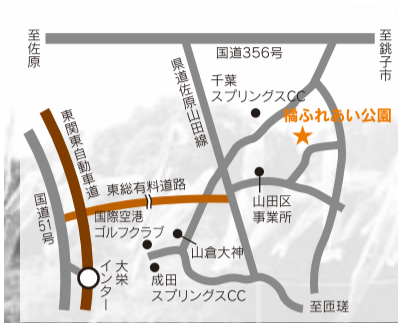 至佐原
国道356号
至銚子市
県道佐原山田線
千葉
スプリングスCC
橘ふれあい公園
東関東自動車道
国道51号
東総有料道路
国際空港
ゴルフクラブ
山田区
事業所
山倉大神
大栄
インター
成田
スプリングスCC
至匝瑳